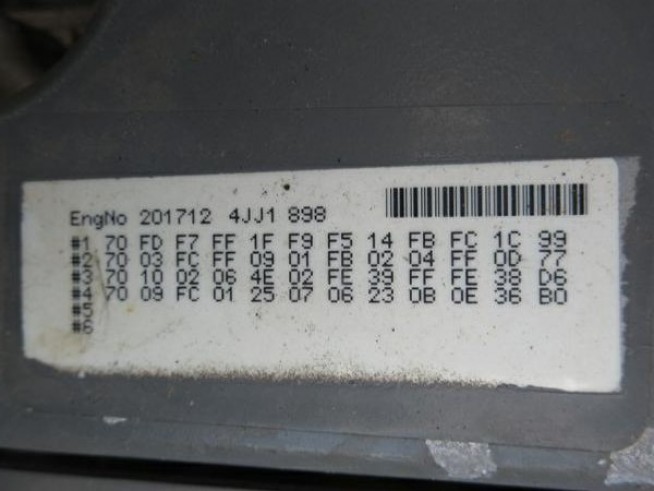 EngNo 201712 4JJ1 898
#1 70 FD F7 FF 1F F9 F5 14 FB FC 1C 99
#2 70 03 FC FF 09 01 FB 02 04 FF 0D 77
#3 70 10 02 06 4E 02 FE 39 FF FE 38 D6
#4 70 09 FC 01 25 07 06 23 0B 0E 36 B0
#5
#6